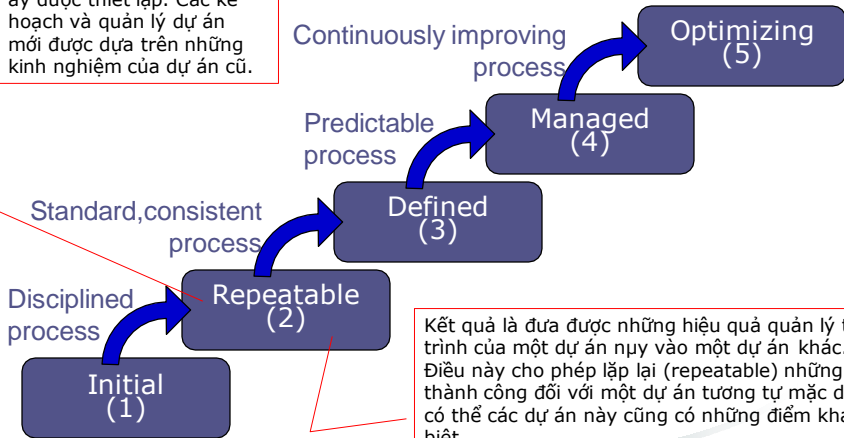 ấy được thiết lập. Các kế
hoạch và quản lý dự án
mới được dựa trên những
kinh nghiệm của dự án cũ.
Continuously improving
process
Optimizing
(5)
Predictable
process
Managed
(4)
Standard,consistent
process
Defined
(3)
Disciplined
process
Repeatable
(2)
Initial
(1)
Kết quả là đưa được những hiệu quả quản lý
trình của một dự án nμy vào một dự án khác.
Điều này cho phép lặp lại (repeatable) những
thành công đối với một dự án tương tự mặc
có thể các dự án này cũng có những điểm
biệt